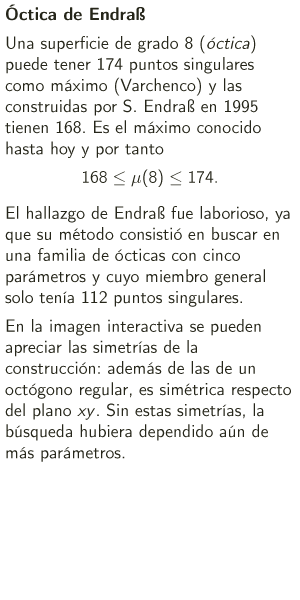 Óctica de Endraß
Una superficie de grado 8 (óctica)
puede tener 174 puntos singulares
como máximo (Varchenco) y las
construidas por S. Endraß en 1995
tienen 168. Es el máximo conocido
hasta hoy y por tanto
168 ≤ μ(8) ≤ 174.
El hallazgo de Endraß fue laborioso, ya
que su método consistió en buscar en
una familia de ócticas con cinco
parámetros y cuyo miembro general
solo tenía 112 puntos singulares.
En la imagen interactiva se pueden
apreciar las simetrías de la
construcción: además de las de un
octógono regular, es simétrica respecto
del plano xy. Sin estas simetrías, la
búsqueda hubiera dependido aún de
más parámetros.